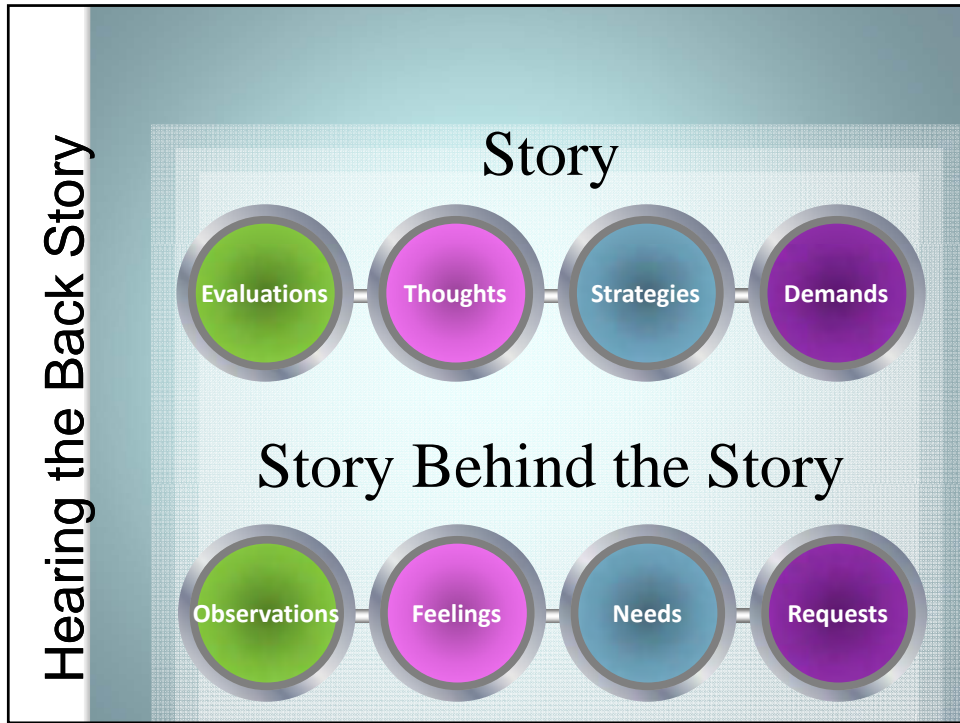 Hearing the Back Story
Story
Evaluations Thoughts Strategies Demands
Story Behind the Story
Observations Feelings Needs Requests